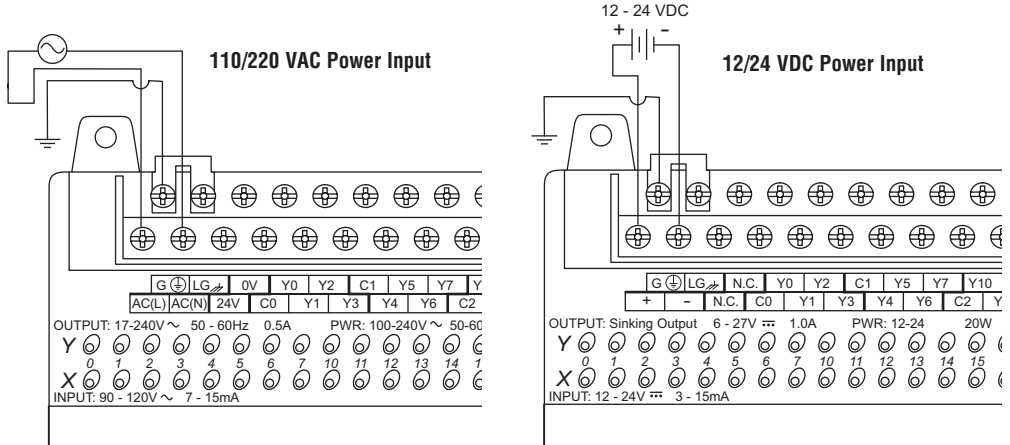 110/220 VAC Power Input
G LG 0V Y0 Y2 C1 Y5 Y7 Y
AC(L) AC(N) 24V C0 Y1 Y3 Y4 Y6 C2
OUTPUT: 17-240V ~ 50 - 60Hz 0.5A PWR: 100-240V ~ 50-60
Y
0 1 2 3 4 5 6 7 10 11 12 13 14 1
X
INPUT: 90 - 120V ~ 7 - 15mA
12 - 24 VDC
+ -
12/24 VDC Power Input
G LG N.C. Y0 Y2 C1 Y5 Y7 Y10
+ - N.C. C0 Y1 Y3 Y4 Y6 C2 Y
OUTPUT: Sinking Output 6 - 27V ⎓ 1.0A PWR: 12-24 20W
Y
0 1 2 3 4 5 6 7 10 11 12 13 14 15
X
INPUT: 12 - 24V ⎓ 3 - 15mA